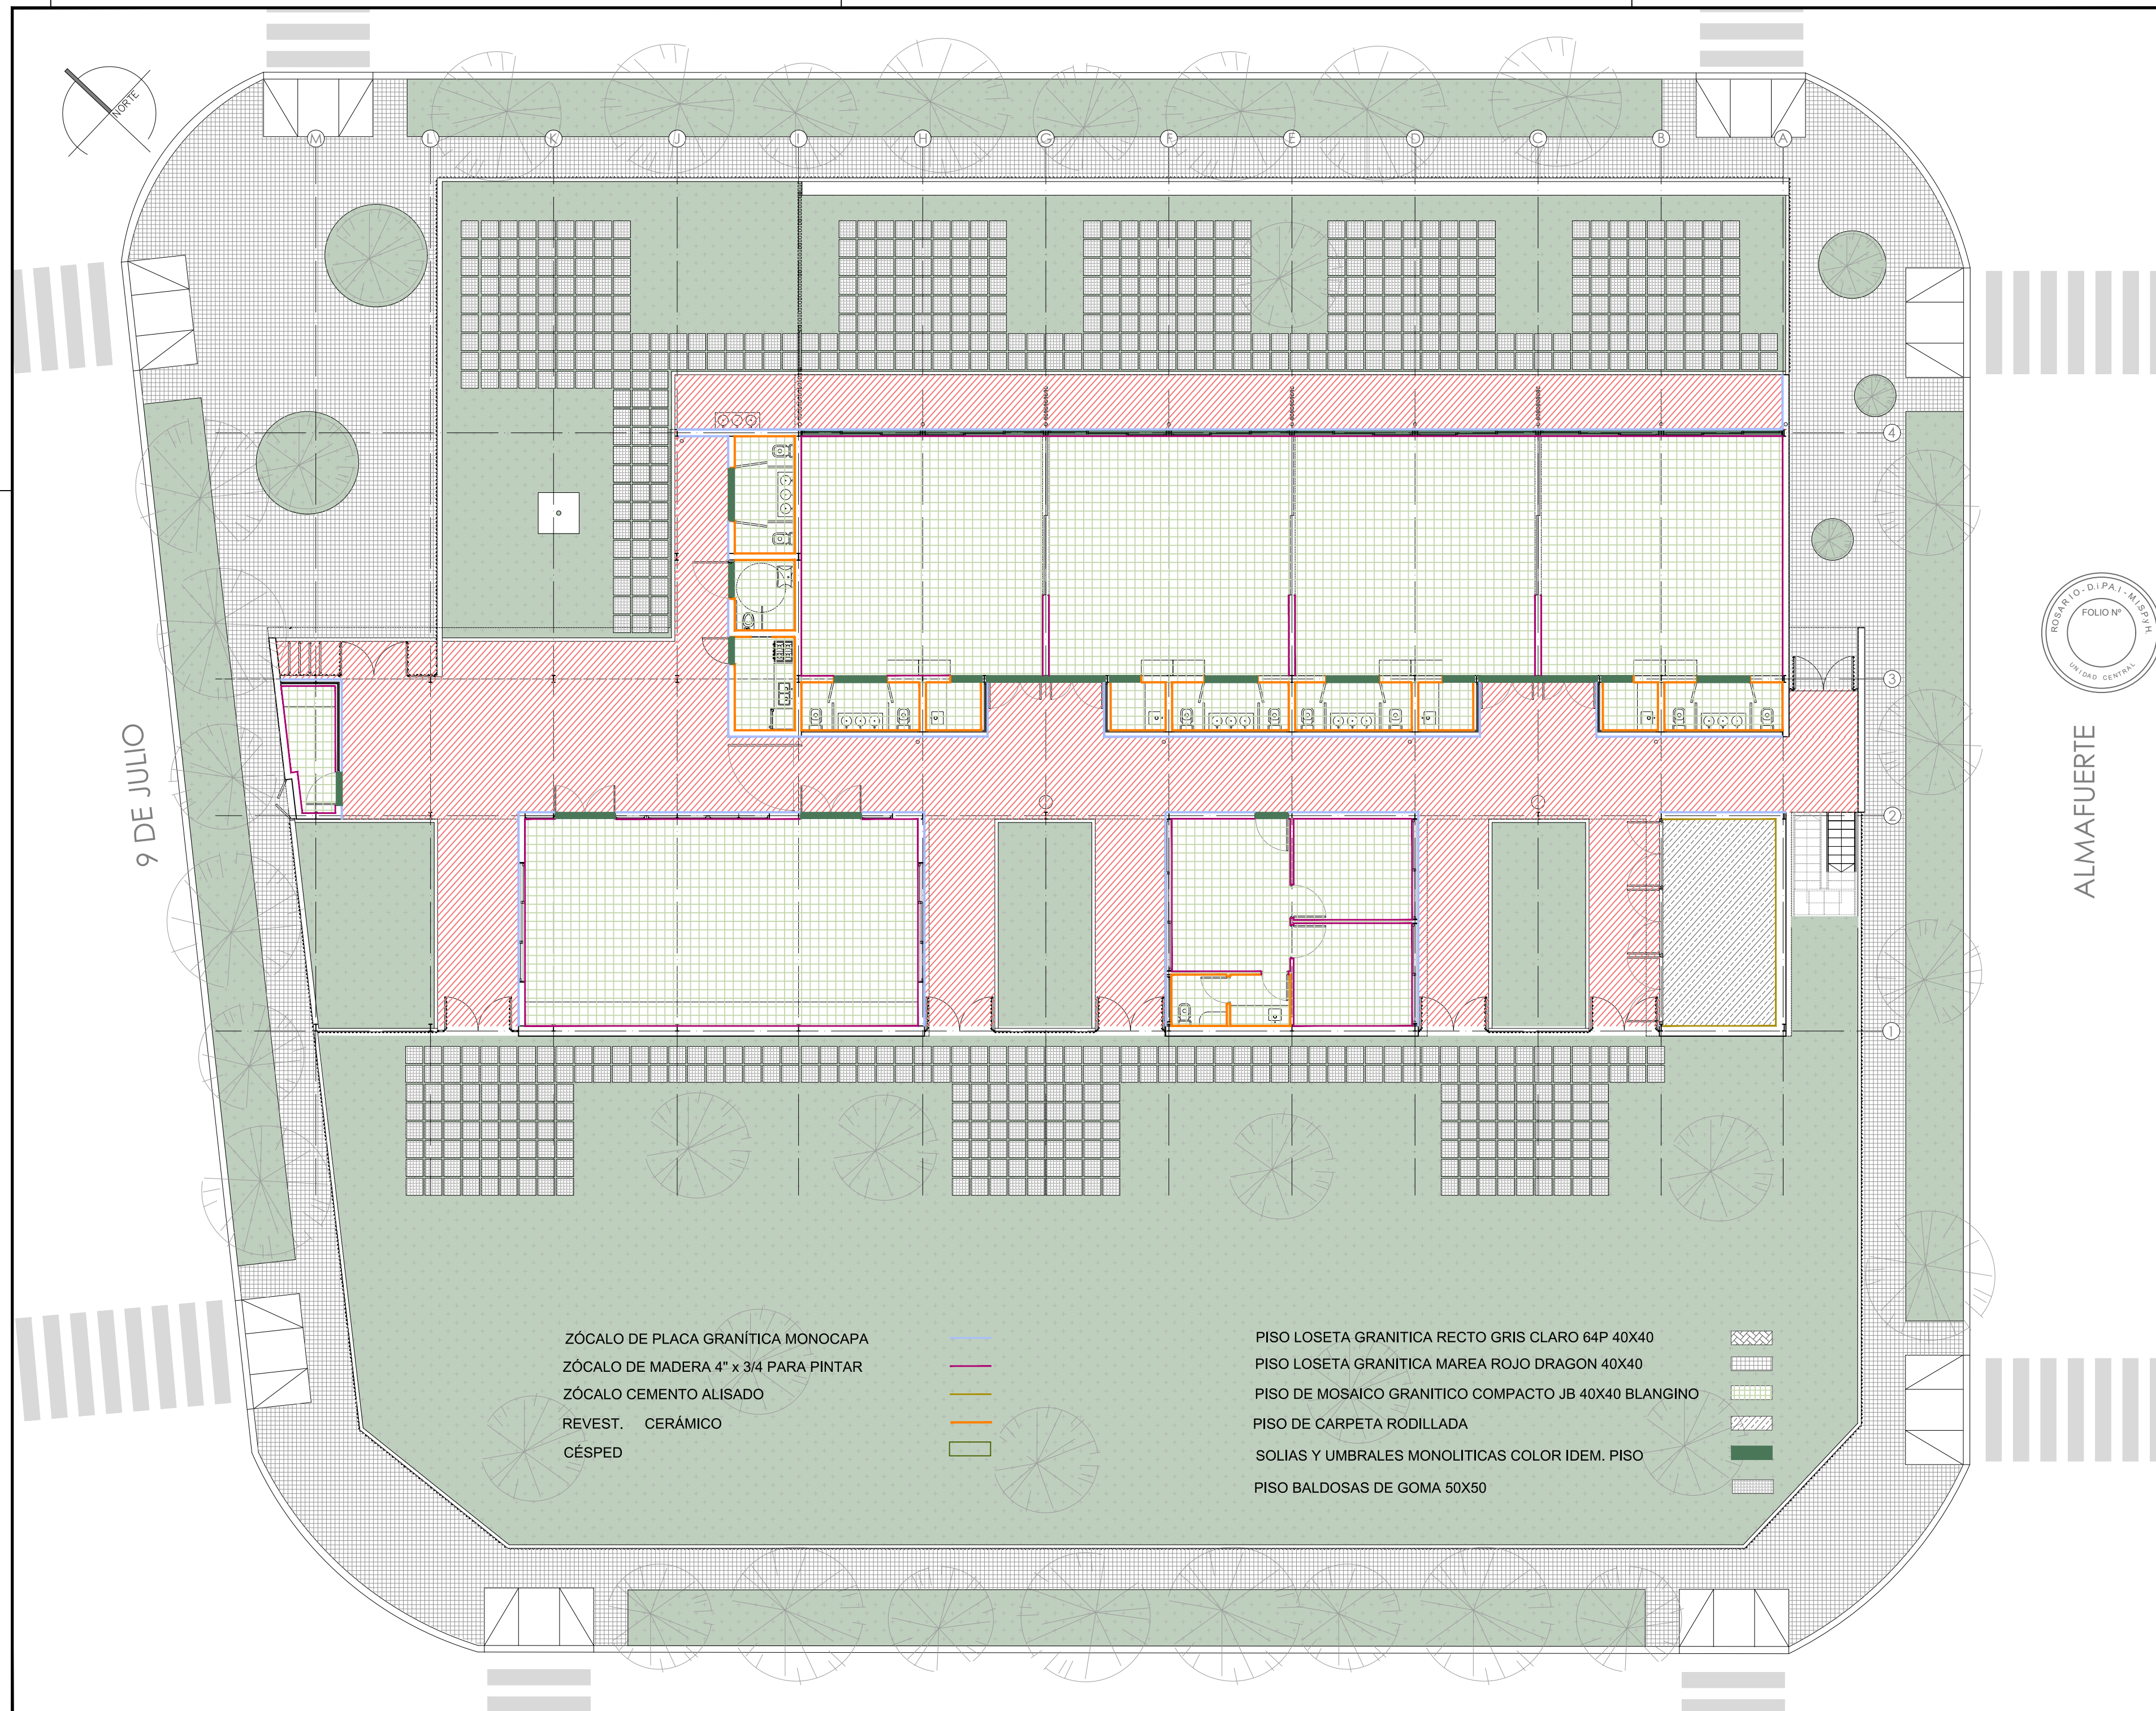 NORTE
M
L
K
J
I
H
G
F
E
D
C
B
A
4
3
2
1
9 DE JULIO
ALMAFUERTE
ROSARIO - D.i.P.A.I - M.I.S.P.y H.
FOLIO Nº
UNIDAD CENTRAL
ZÓCALO DE PLACA GRANÍTICA MONOCAPA
ZÓCALO DE MADERA 4" x 3/4 PARA PINTAR
ZÓCALO CEMENTO ALISADO
REVEST. CERÁMICO
CÉSPED
PISO LOSETA GRANITICA RECTO GRIS CLARO 64P 40X40
PISO LOSETA GRANITICA MAREA ROJO DRAGON 40X40
PISO DE MOSAICO GRANITICO COMPACTO JB 40X40 BLANGINO
PISO DE CARPETA RODILLADA
SOLIAS Y UMBRALES MONOLITICAS COLOR IDEM. PISO
PISO BALDOSAS DE GOMA 50X50